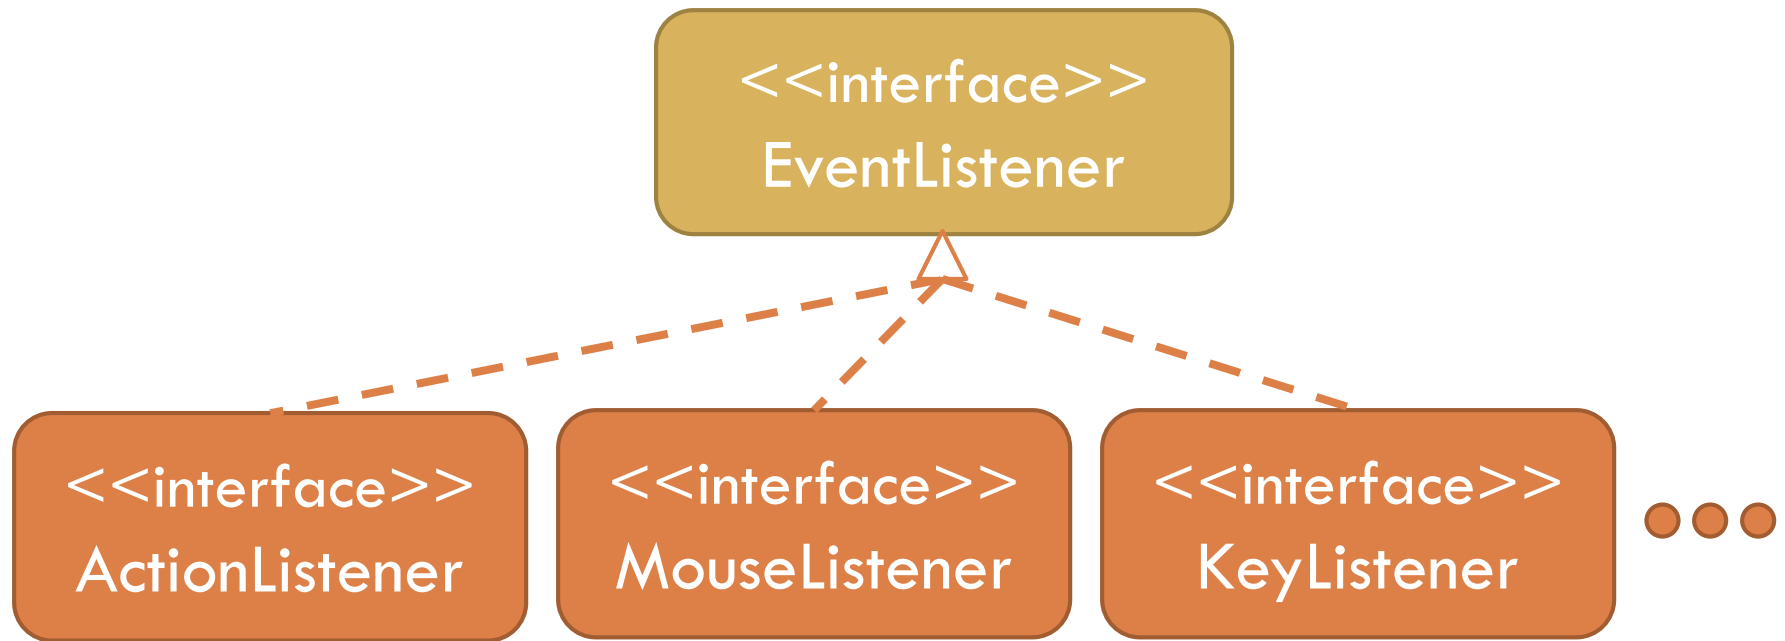 <<interface>>
EventListener
<<interface>>
ActionListener
<<interface>>
MouseListener
<<interface>>
KeyListener